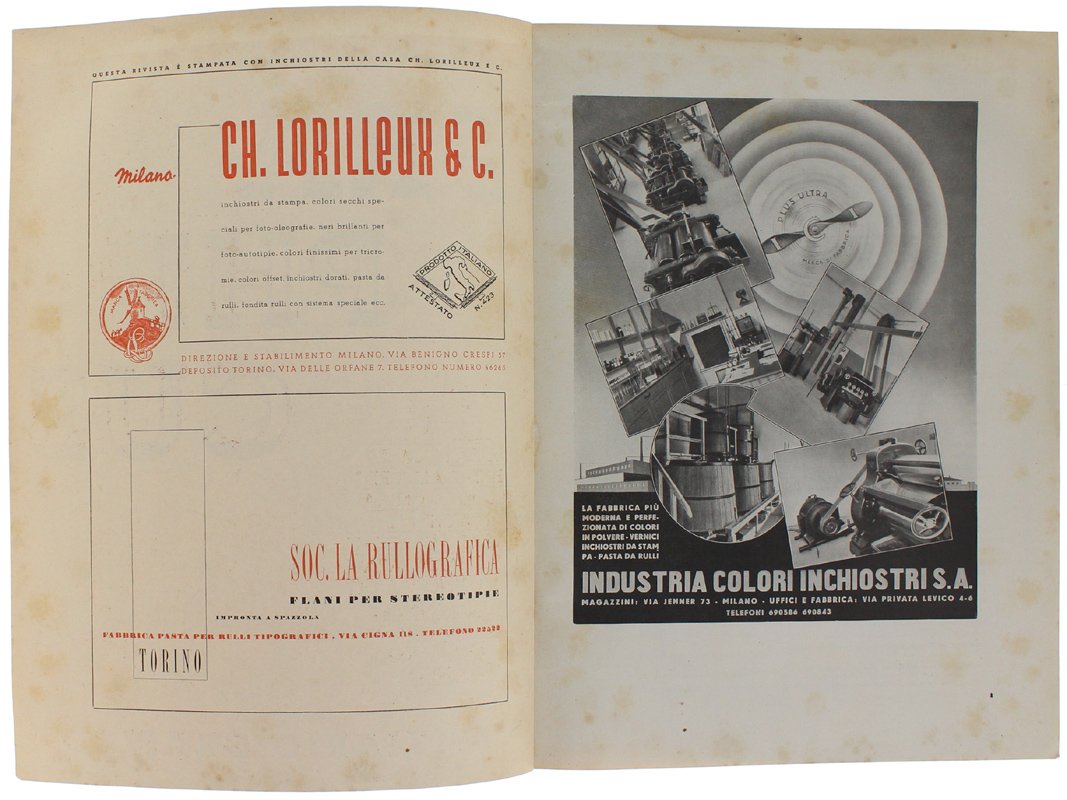 QUESTA RIVISTA È STAMPATA CON INCHIOSTRI DELLA CASA CH. LORILLEUX E C.
CH. LORILLEUX & C.
Milano
inchiostri da stampa, colori secchi spe-
ciali per foto-oleografie, neri brillanti per
foto-autotipie, colori finissimi per tricro-
mie, colori offset, inchiostri dorati, pasta da
rulli, fondita rulli con sistema speciale ecc.
PRODOTTO ITALIANO
ATTESTATO N. 423
DIREZIONE E STABILIMENTO MILANO, VIA BENIGNO CRESPI 57
DEPOSITO TORINO, VIA DELLE ORFANE 7, TELEFONO NUMERO 46245
SOC. LA RULLOGRAFICA
FLANI PER STEREOTIPIE
IMPRONTA A SPAZZOLA
FABBRICA PASTA PER RULLI TIPOGRAFICI, VIA CIGNA 118, TELEFONO 22522
TORINO
PLUS ULTRA
FABBRICA
LA FABBRICA PIÙ
MODERNA E PERFE-
ZIONATA DI COLORI
IN POLVERE - VERNICI
INCHIOSTRI DA STAM
PA - PASTA DA RULLI
INDUSTRIA COLORI INCHIOSTRI S.A.
MAGAZZINI: VIA JENNER 73 - MILANO - UFFICI E FABBRICA: VIA PRIVATA LEVICO 4-6
TELEFONI 690586 690843